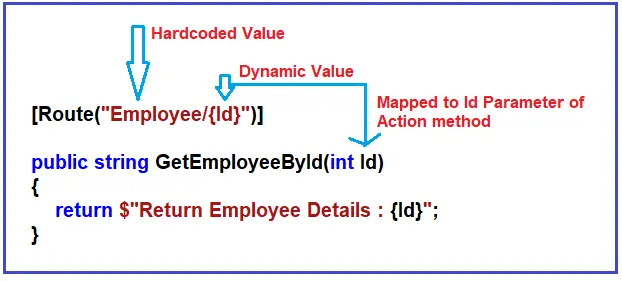 Hardcoded Value
Dynamic Value
Mapped to Id Parameter of
Action method
[Route("Employee/{Id}")]
public string GetEmployeeById(int Id)
{
return $"Return Employee Details : {Id}";
}